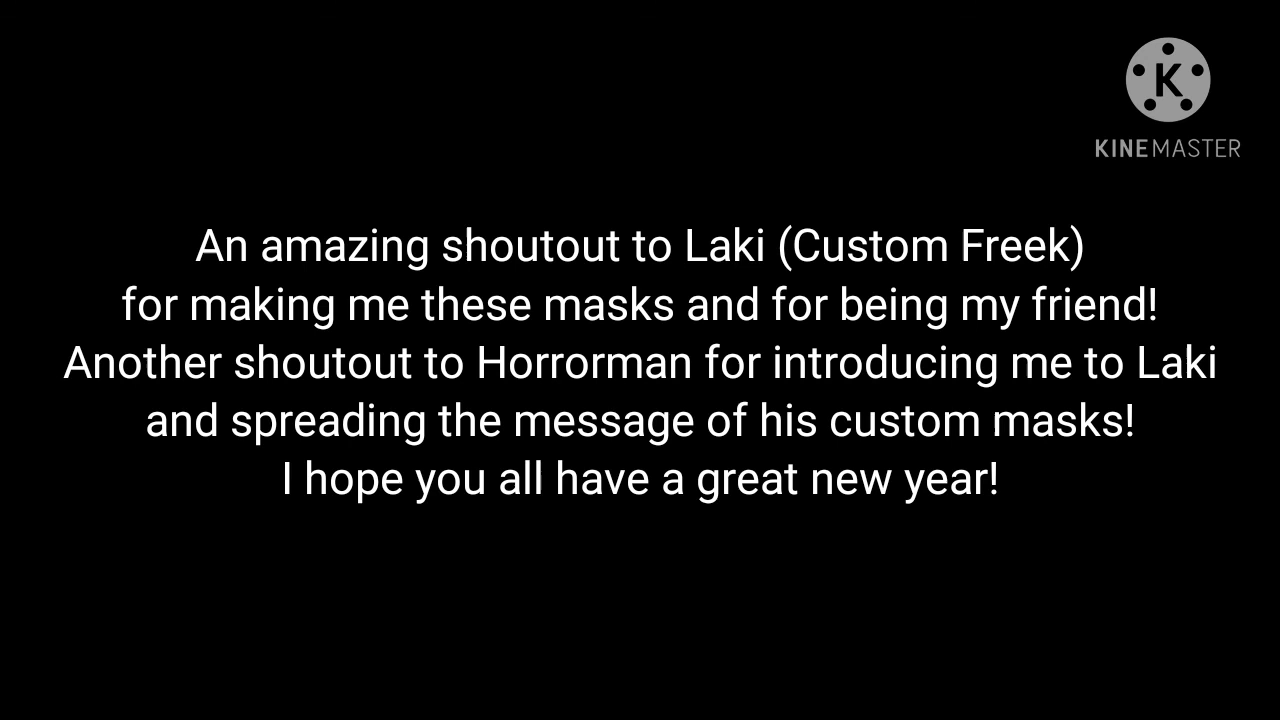 K
KINEMASTER
An amazing shoutout to Laki (Custom Freek)
for making me these masks and for being my friend!
Another shoutout to Horrorman for introducing me to Laki
and spreading the message of his custom masks!
I hope you all have a great new year!